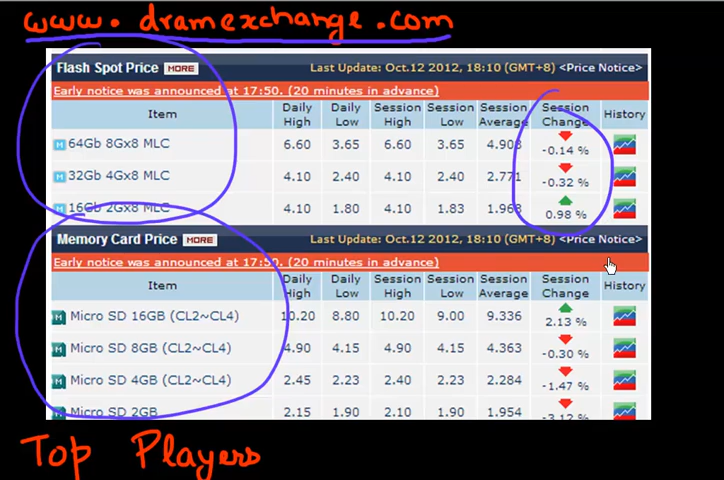 www.dramexchange.com
Flash Spot Price MORE Last Update: Oct.12 2012, 18:10 (GMT+8) <Price Notice>
Early notice was announced at 17:50. (20 minutes in advance)
Item Daily High Daily Low Session High Session Low Session Average Session Change History
64Gb 8Gx8 MLC 6.60 3.65 6.60 3.65 4.903 -0.14 %
32Gb 4Gx8 MLC 4.10 2.40 4.10 2.40 2.771 -0.32 %
16Gb 2Gx8 MLC 4.10 1.80 4.10 1.83 1.968 0.98 %
Memory Card Price MORE Last Update: Oct.12 2012, 18:10 (GMT+8) <Price Notice>
Early notice was announced at 17:50. (20 minutes in advance)
Item Daily High Daily Low Session High Session Low Session Average Session Change History
Micro SD 16GB (CL2~CL4) 10.20 8.80 10.20 9.00 9.336 2.13 %
Micro SD 8GB (CL2~CL4) 4.90 4.15 4.90 4.15 4.363 -0.30 %
Micro SD 4GB (CL2~CL4) 2.45 2.23 2.40 2.23 2.284 -1.47 %
Micro SD 2GB 2.15 1.90 2.10 1.90 1.954 -3.12 %
Top Players